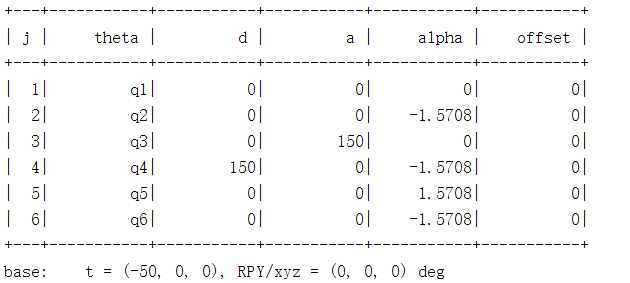 +---+-----------+-----------+-----------+-----------+-----------+
| j |     theta |         d |         a |     alpha |    offset |
+---+-----------+-----------+-----------+-----------+-----------+
|  1|         q1|          0|          0|          0|          0|
|  2|         q2|          0|          0|    -1.5708|          0|
|  3|         q3|          0|        150|          0|          0|
|  4|         q4|        150|          0|    -1.5708|          0|
|  5|         q5|          0|          0|     1.5708|          0|
|  6|         q6|          0|          0|    -1.5708|          0|
+---+-----------+-----------+-----------+-----------+-----------+
base:    t = (-50, 0, 0), RPY/xyz = (0, 0, 0) deg